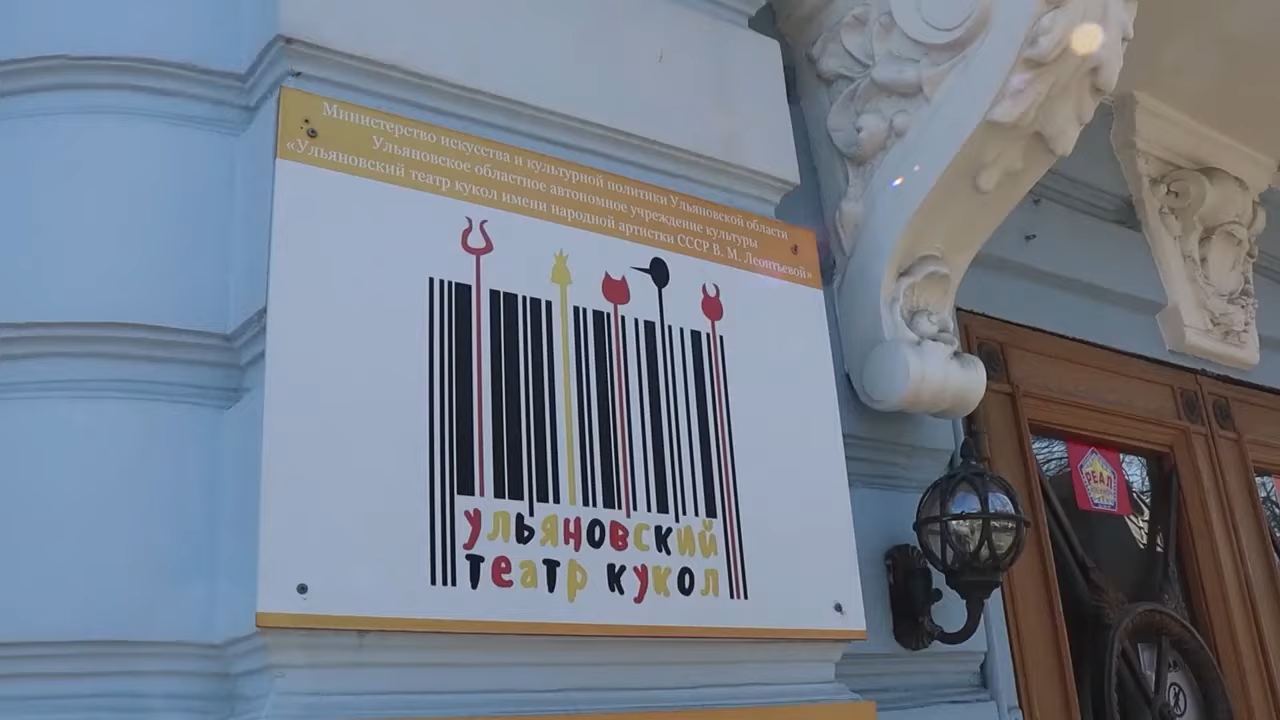 Министерство искусства и культурной политики Ульяновской области
Ульяновское областное автономное учреждение культуры
«Ульяновский театр кукол имени народной артистки СССР В. М. Леонтьевой»
ульяновский
театр кукол
РЕАЛ